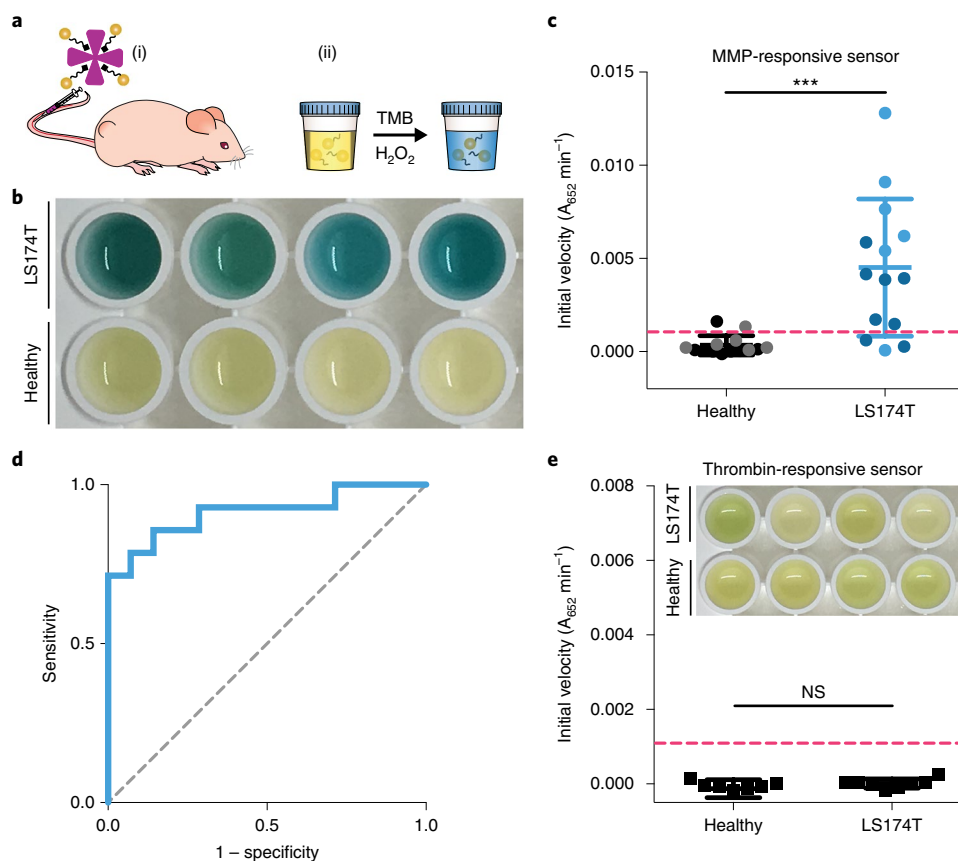 a
(i)
(ii)
TMB
H₂O₂
b
LS174T
Healthy
c
MMP-responsive sensor
***
Initial velocity (A₆₅₂ min⁻¹)
0.015
0.010
0.005
0.000
Healthy
LS174T
d
Sensitivity
1.0
0.5
0.0
0.0
0.5
1.0
1 – specificity
e
Thrombin-responsive sensor
LS174T
Healthy
Initial velocity (A₆₅₂ min⁻¹)
0.008
0.006
0.004
0.002
0.000
NS
Healthy
LS174T